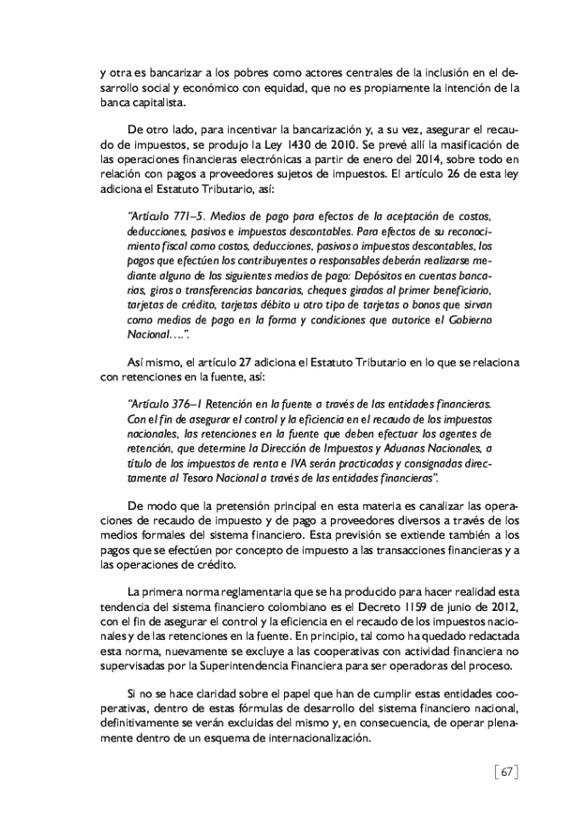 y otra es bancarizar a los pobres como actores centrales de la inclusión en el de-
sarrollo social y económico con equidad, que no es propiamente la intención de la
banca capitalista.
De otro lado, para incentivar la bancarización y, a su vez, asegurar el recau-
do de impuestos, se produjo la Ley 1430 de 2010. Se prevé allí la masificación de
las operaciones financieras electrónicas a partir de enero del 2014, sobre todo en
relación con pagos a proveedores sujetos de impuestos. El artículo 26 de esta ley
adiciona el Estatuto Tributario, así:
“Artículo 771–5. Medios de pago para efectos de la aceptación de costos,
deducciones, pasivos e impuestos descontables. Para efectos de su reconoci-
miento fiscal como costos, deducciones, pasivos o impuestos descontables, los
pagos que efectúen los contribuyentes o responsables deberán realizarse me-
diante alguno de los siguientes medios de pago: Depósitos en cuentas banca-
rias, giros o transferencias bancarias, cheques girados al primer beneficiario,
tarjetas de crédito, tarjetas débito u otro tipo de tarjetas o bonos que sirvan
como medios de pago en la forma y condiciones que autorice el Gobierno
Nacional….”.
Así mismo, el artículo 27 adiciona el Estatuto Tributario en lo que se relaciona
con retenciones en la fuente, así:
“Artículo 376–1 Retención en la fuente a través de las entidades financieras.
Con el fin de asegurar el control y la eficiencia en el recaudo de los impuestos
nacionales, las retenciones en la fuente que deben efectuar los agentes de
retención, que determine la Dirección de Impuestos y Aduanas Nacionales, a
título de los impuestos de renta e IVA serán practicadas y consignadas direc-
tamente al Tesoro Nacional a través de las entidades financieras”.
De modo que la pretensión principal en esta materia es canalizar las opera-
ciones de recaudo de impuesto y de pago a proveedores diversos a través de los
medios formales del sistema financiero. Esta previsión se extiende también a los
pagos que se efectúen por concepto de impuesto a las transacciones financieras y a
las operaciones de crédito.
La primera norma reglamentaria que se ha producido para hacer realidad esta
tendencia del sistema financiero colombiano es el Decreto 1159 de junio de 2012,
con el fin de asegurar el control y la eficiencia en el recaudo de los impuestos nacio-
nales y de las retenciones en la fuente. En principio, tal como ha quedado redactada
esta norma, nuevamente se excluye a las cooperativas con actividad financiera no
supervisadas por la Superintendencia Financiera para ser operadoras del proceso.
Si no se hace claridad sobre el papel que han de cumplir estas entidades coo-
perativas, dentro de estas fórmulas de desarrollo del sistema financiero nacional,
definitivamente se verán excluidas del mismo y, en consecuencia, de operar plena-
mente dentro de un esquema de internacionalización.
[67]